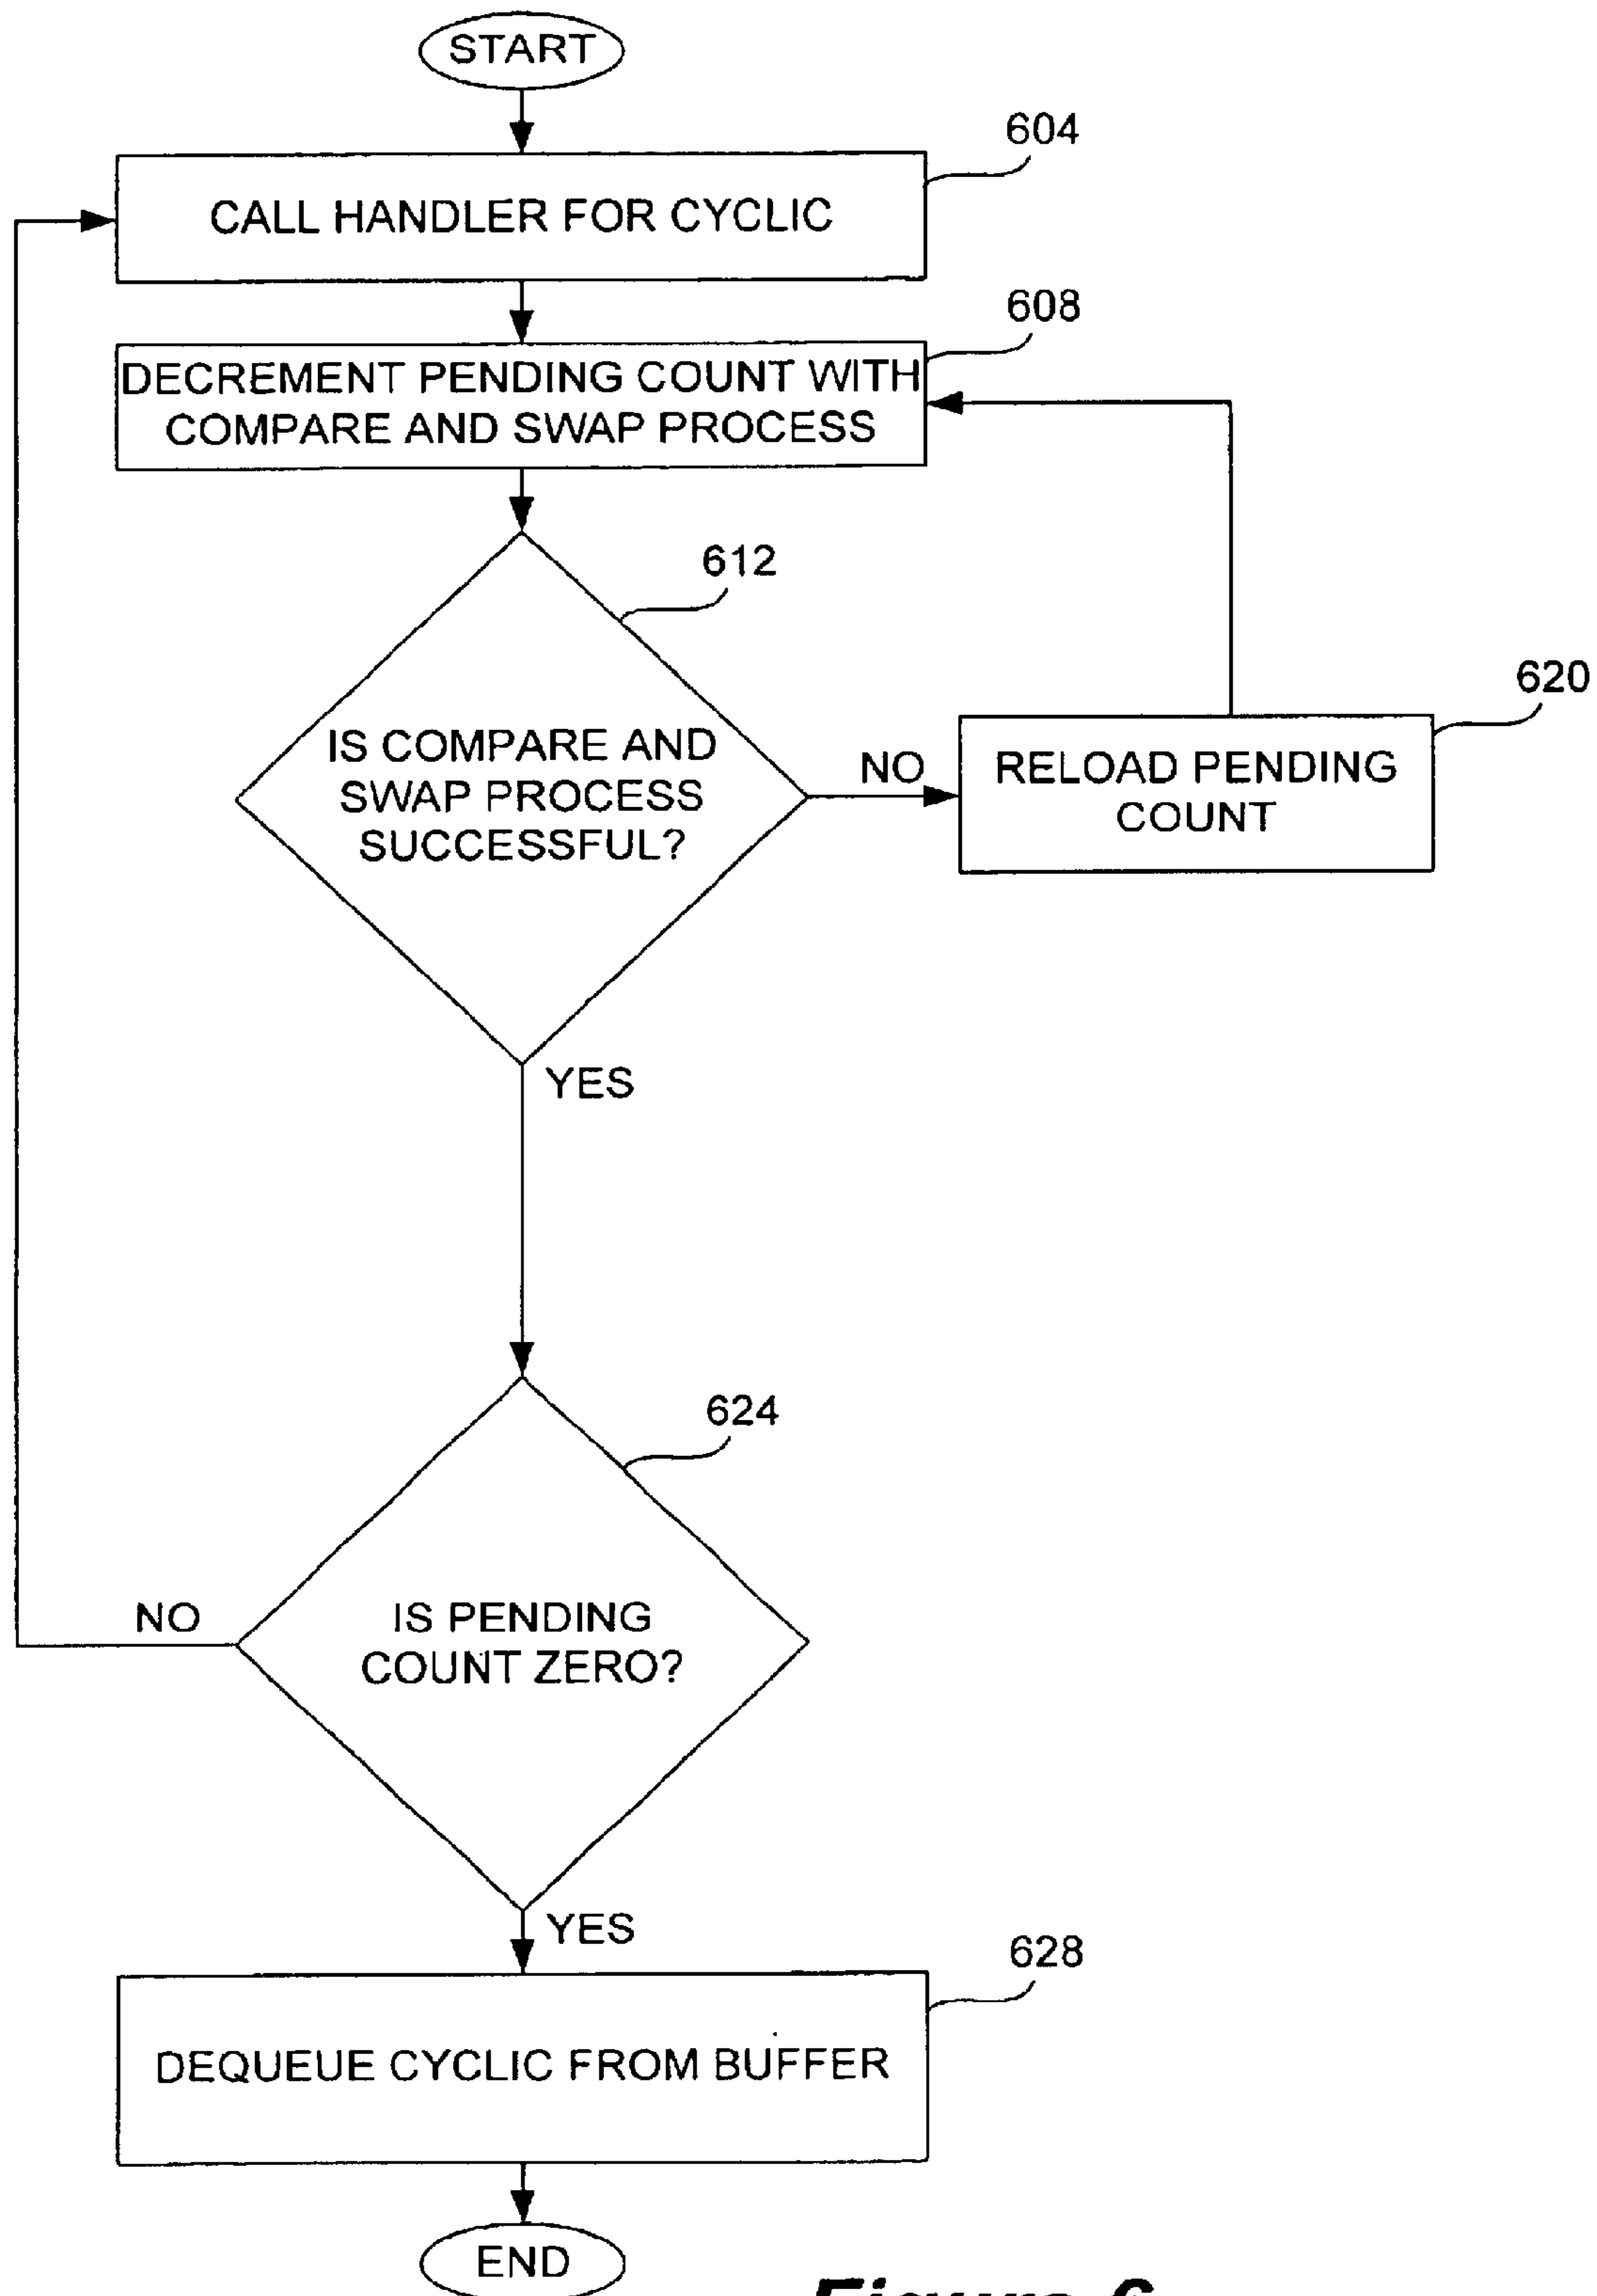 START
604
CALL HANDLER FOR CYCLIC
608
DECREMENT PENDING COUNT WITH
COMPARE AND SWAP PROCESS
612
IS COMPARE AND
SWAP PROCESS
SUCCESSFUL?
NO
620
RELOAD PENDING
COUNT
YES
624
IS PENDING
COUNT ZERO?
NO
YES
628
DEQUEUE CYCLIC FROM BUFFER
END
Figure 6